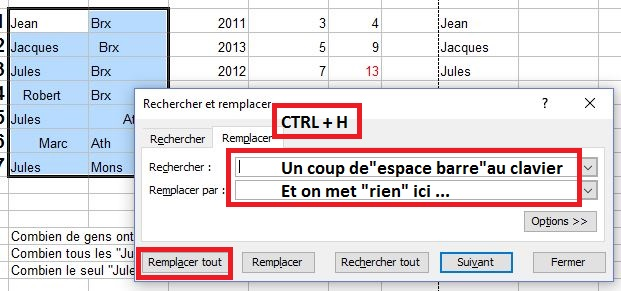 1 Jean Brx 2011 3 4 Jean
2 Jacques Brx 2013 5 9 Jacques
3 Jules Brx 2012 7 13 Jules
4 Robert Brx
5 Jules At
6 Marc Ath
7 Jules Mons
Rechercher et remplacer
?
CTRL + H
Rechercher Remplacer
Rechercher : Un coup de"espace barre"au clavier
Remplacer par : Et on met "rien" ici ...
Options >>
Combien de gens ont
Combien tous les "Ju
Combien le seul "Jule
Remplacer tout Remplacer Rechercher tout Suivant Fermer